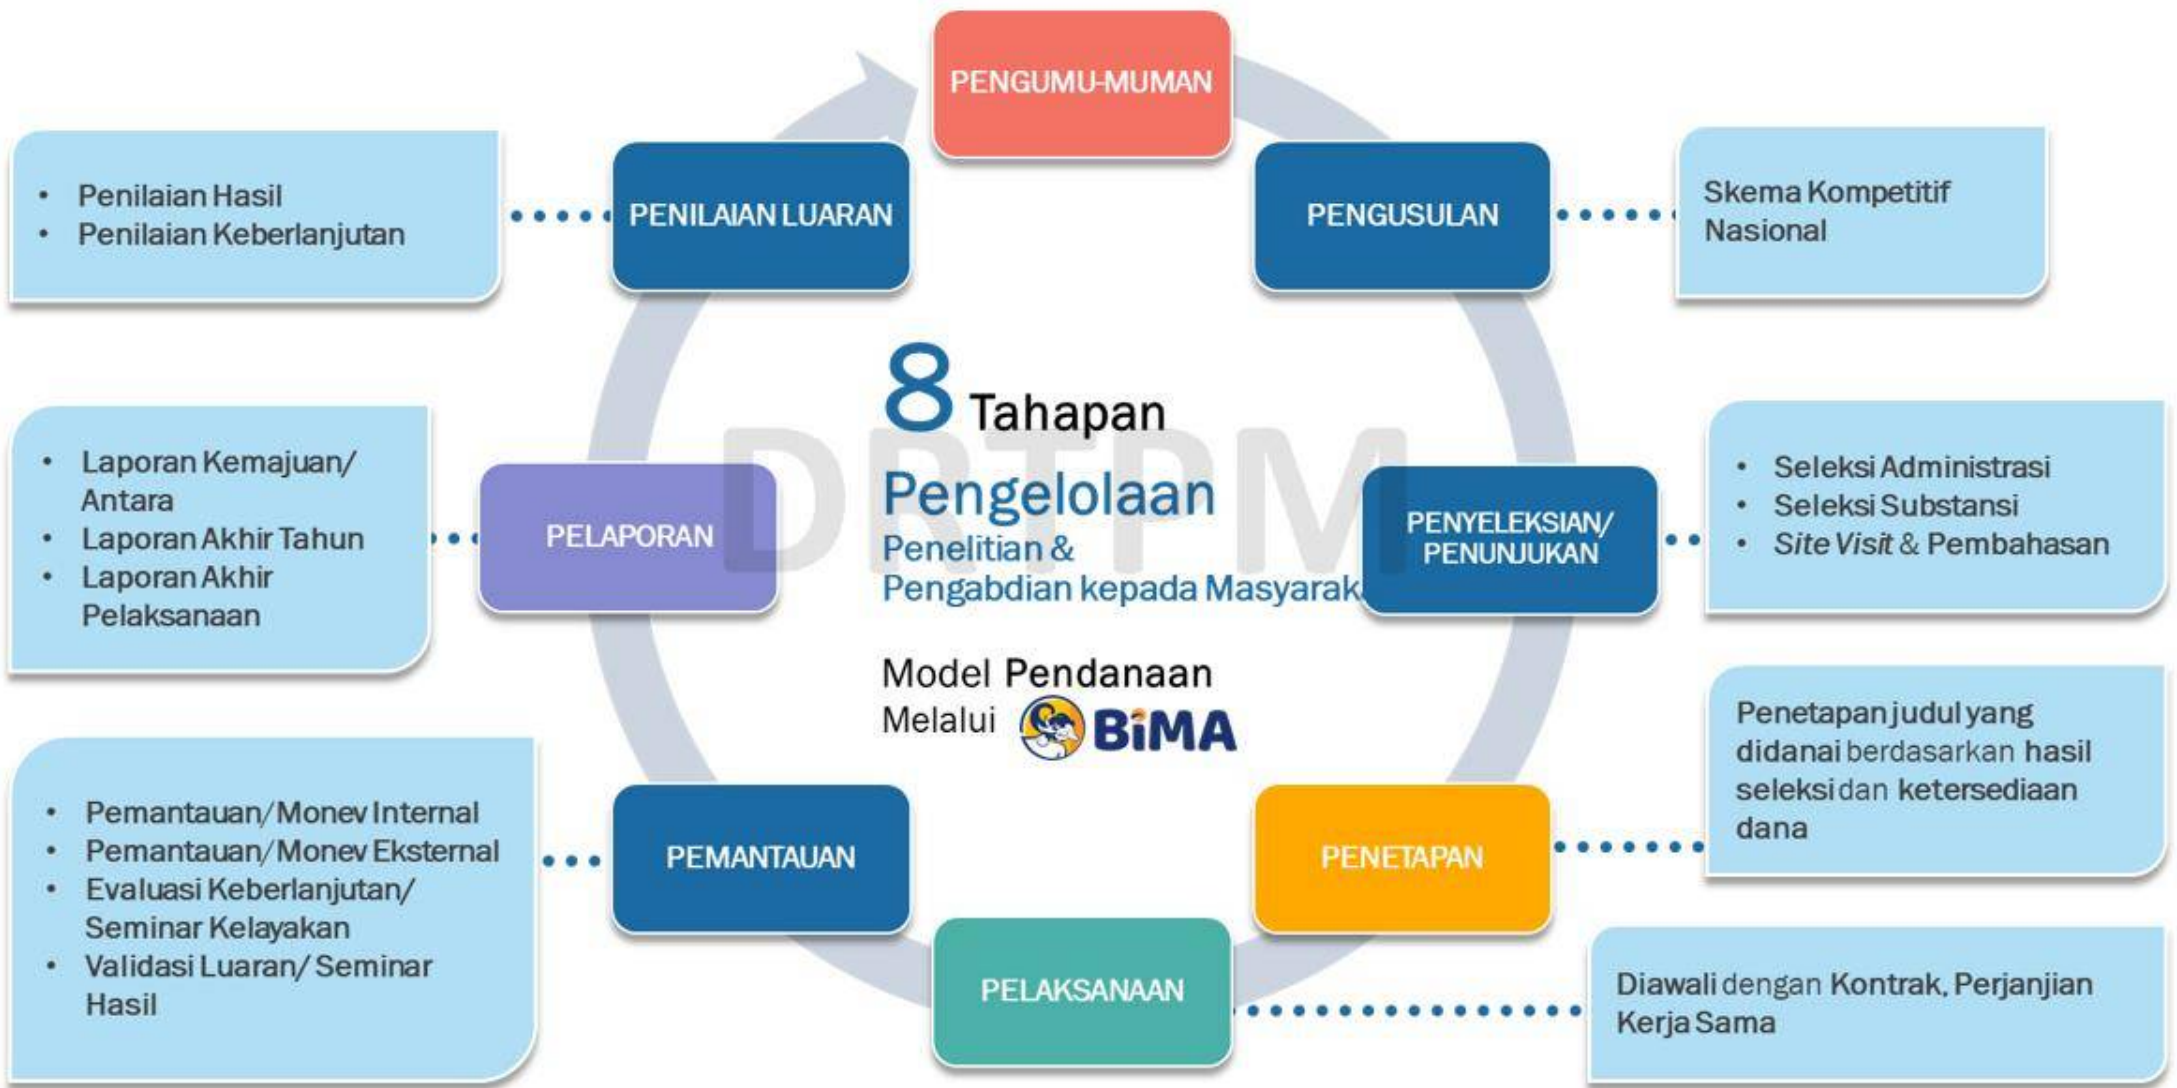 PENGUMU-MUMAN
PENGUSULAN
Skema Kompetitif
Nasional
PENYELEKSIAN/
PENUNJUKAN
• Seleksi Administrasi
• Seleksi Substansi
• Site Visit & Pembahasan
PENETAPAN
Penetapan judul yang
didanai berdasarkan hasil
seleksi dan ketersediaan
dana
PELAKSANAAN
Diawali dengan Kontrak, Perjanjian
Kerja Sama
PEMANTAUAN
• Pemantauan/Monev Internal
• Pemantauan/Monev Eksternal
• Evaluasi Keberlanjutan/
Seminar Kelayakan
• Validasi Luaran/ Seminar
Hasil
PELAPORAN
• Laporan Kemajuan/
Antara
• Laporan Akhir Tahun
• Laporan Akhir
Pelaksanaan
PENILAIAN LUARAN
• Penilaian Hasil
• Penilaian Keberlanjutan
8 Tahapan
Pengelolaan
Penelitian &
Pengabdian kepada Masyarak
Model Pendanaan
Melalui BiMA
DRTPM